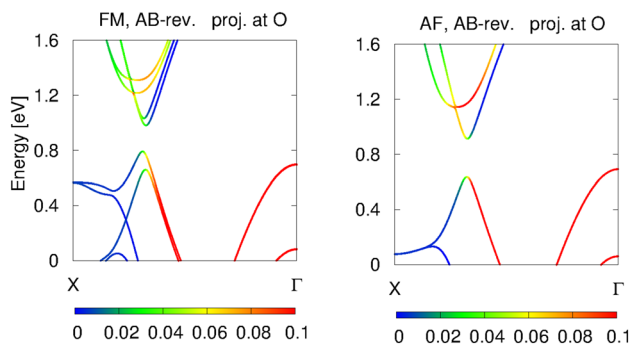 FM, AB-rev. proj. at O
AF, AB-rev. proj. at O
Energy [eV]
1.6
1.2
0.8
0.4
0
X
Γ
0 0.02 0.04 0.06 0.08 0.1
1.6
1.2
0.8
0.4
0
X
Γ
0 0.02 0.04 0.06 0.08 0.1